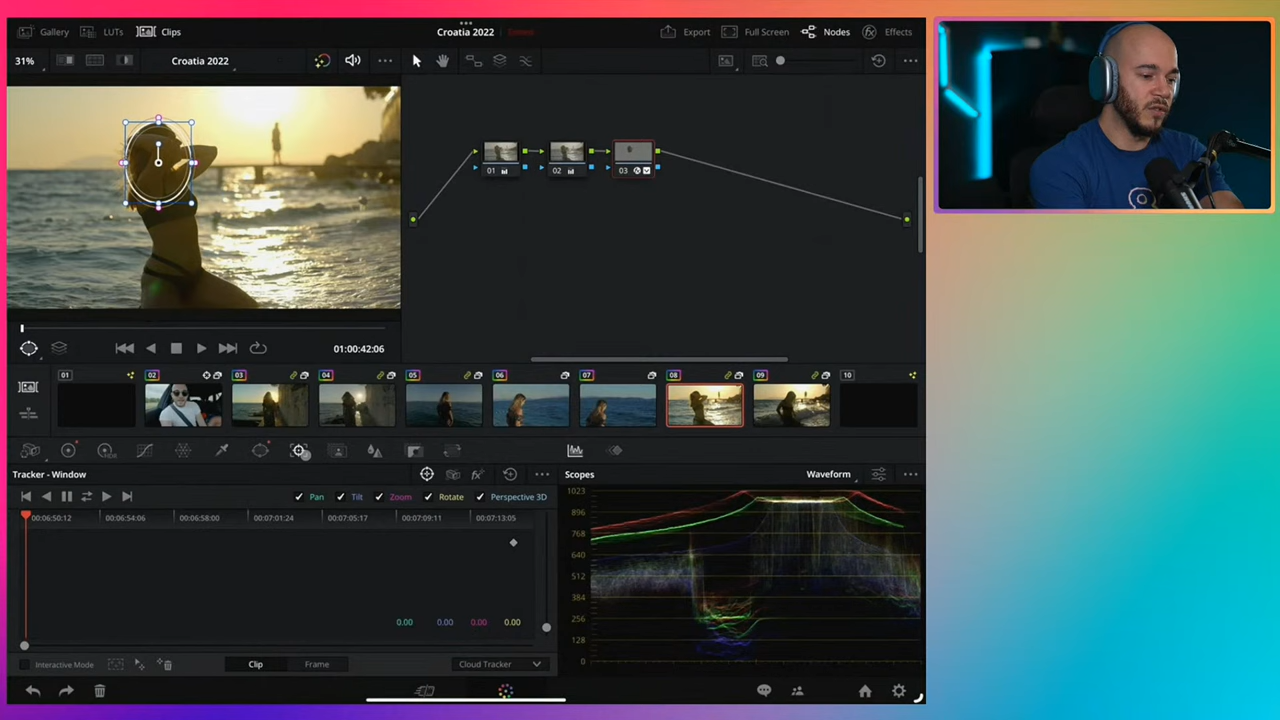 Gallery LUTs Clips Croatia 2022 Export Full Screen Nodes Effects
31% Croatia 2022
01 02 03
01:00:42:06
01 02 03 04 05 06 07 08 09 10
HDR
Tracker - Window Scopes Waveform
Pan Tilt Zoom Rotate Perspective 3D
00:06:50:12 00:06:54:06 00:06:58:00 00:07:01:24 00:07:05:17 00:07:09:11 00:07:13:05
1023
896
768
640
512
384
256
128
0
0.00 0.00 0.00 0.00
Interactive Mode Clip Frame Cloud Tracker